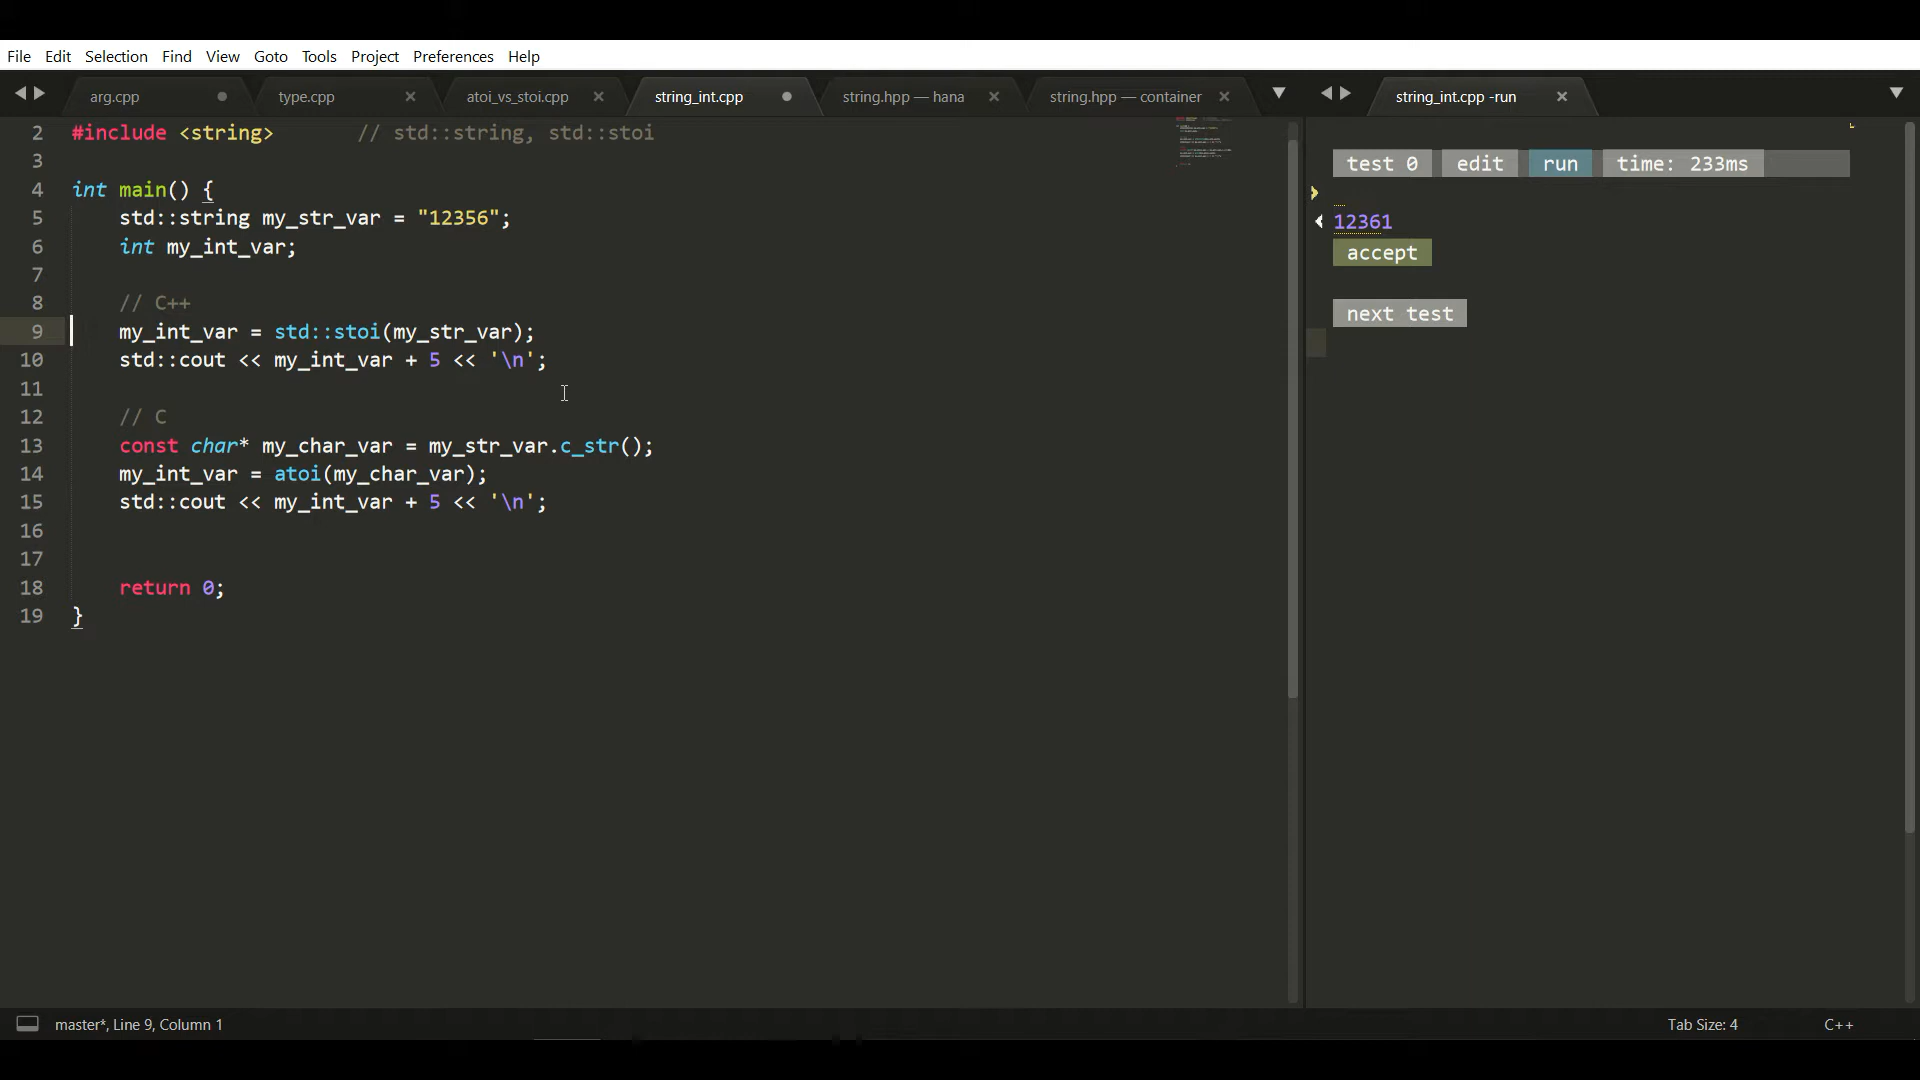 File Edit Selection Find View Goto Tools Project Preferences Help
arg.cpp type.cpp atoi_vs_stoi.cpp string_int.cpp string.hpp — hana string.hpp — container string_int.cpp -run
2 #include <string> // std::string, std::stoi
3
4 int main() {
5 std::string my_str_var = "12356";
6 int my_int_var;
7
8 // C++
9 my_int_var = std::stoi(my_str_var);
10 std::cout << my_int_var + 5 << '\n';
11
12 // C
13 const char* my_char_var = my_str_var.c_str();
14 my_int_var = atoi(my_char_var);
15 std::cout << my_int_var + 5 << '\n';
16
17
18 return 0;
19 }
test 0 edit run time: 233ms
12361
accept
next test
master*, Line 9, Column 1 Tab Size: 4 C++